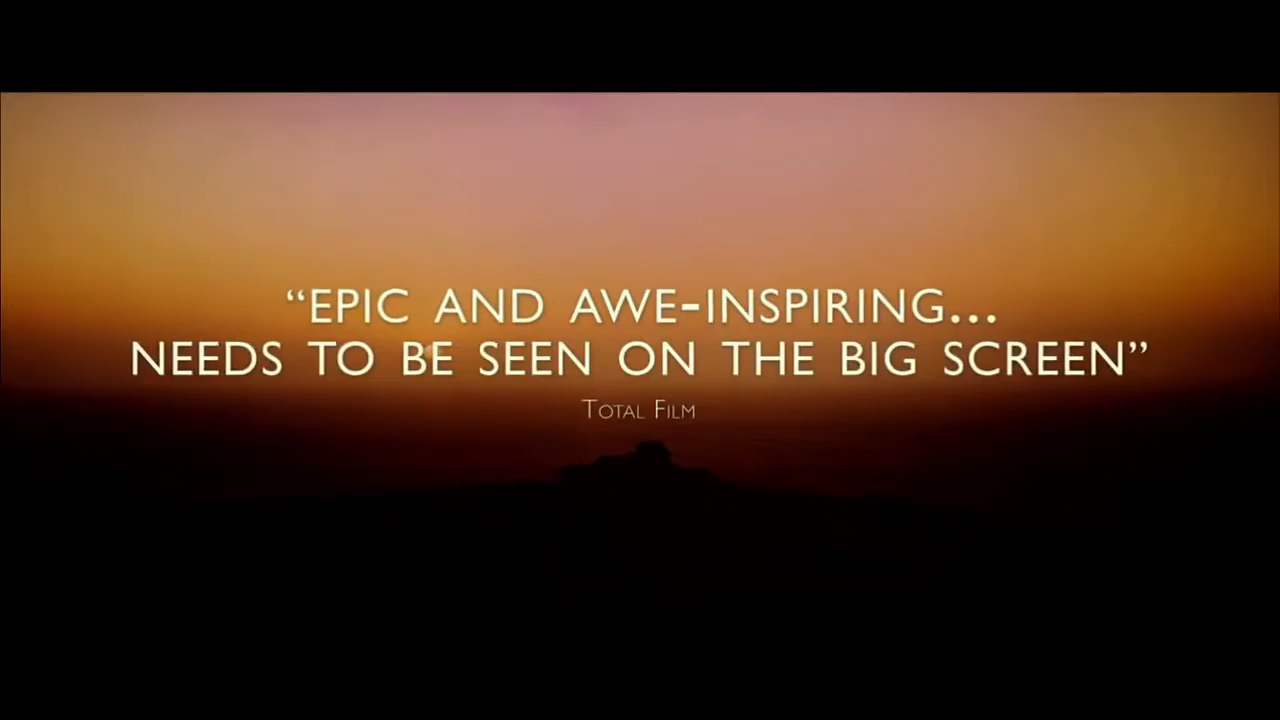 “EPIC AND AWE-INSPIRING...
NEEDS TO BE SEEN ON THE BIG SCREEN”
TOTAL FILM